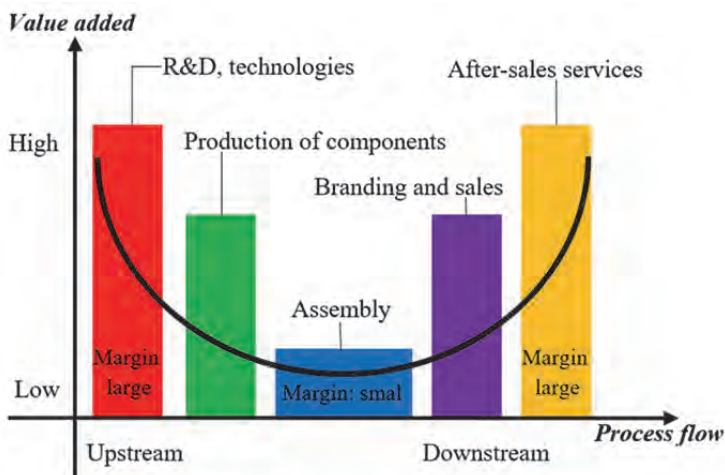 Value added
R&D, technologies
After-sales services
High
Production of components
Branding and sales
Assembly
Margin
large
Margin: smal
Margin
large
Low
Process flow
Upstream
Downstream